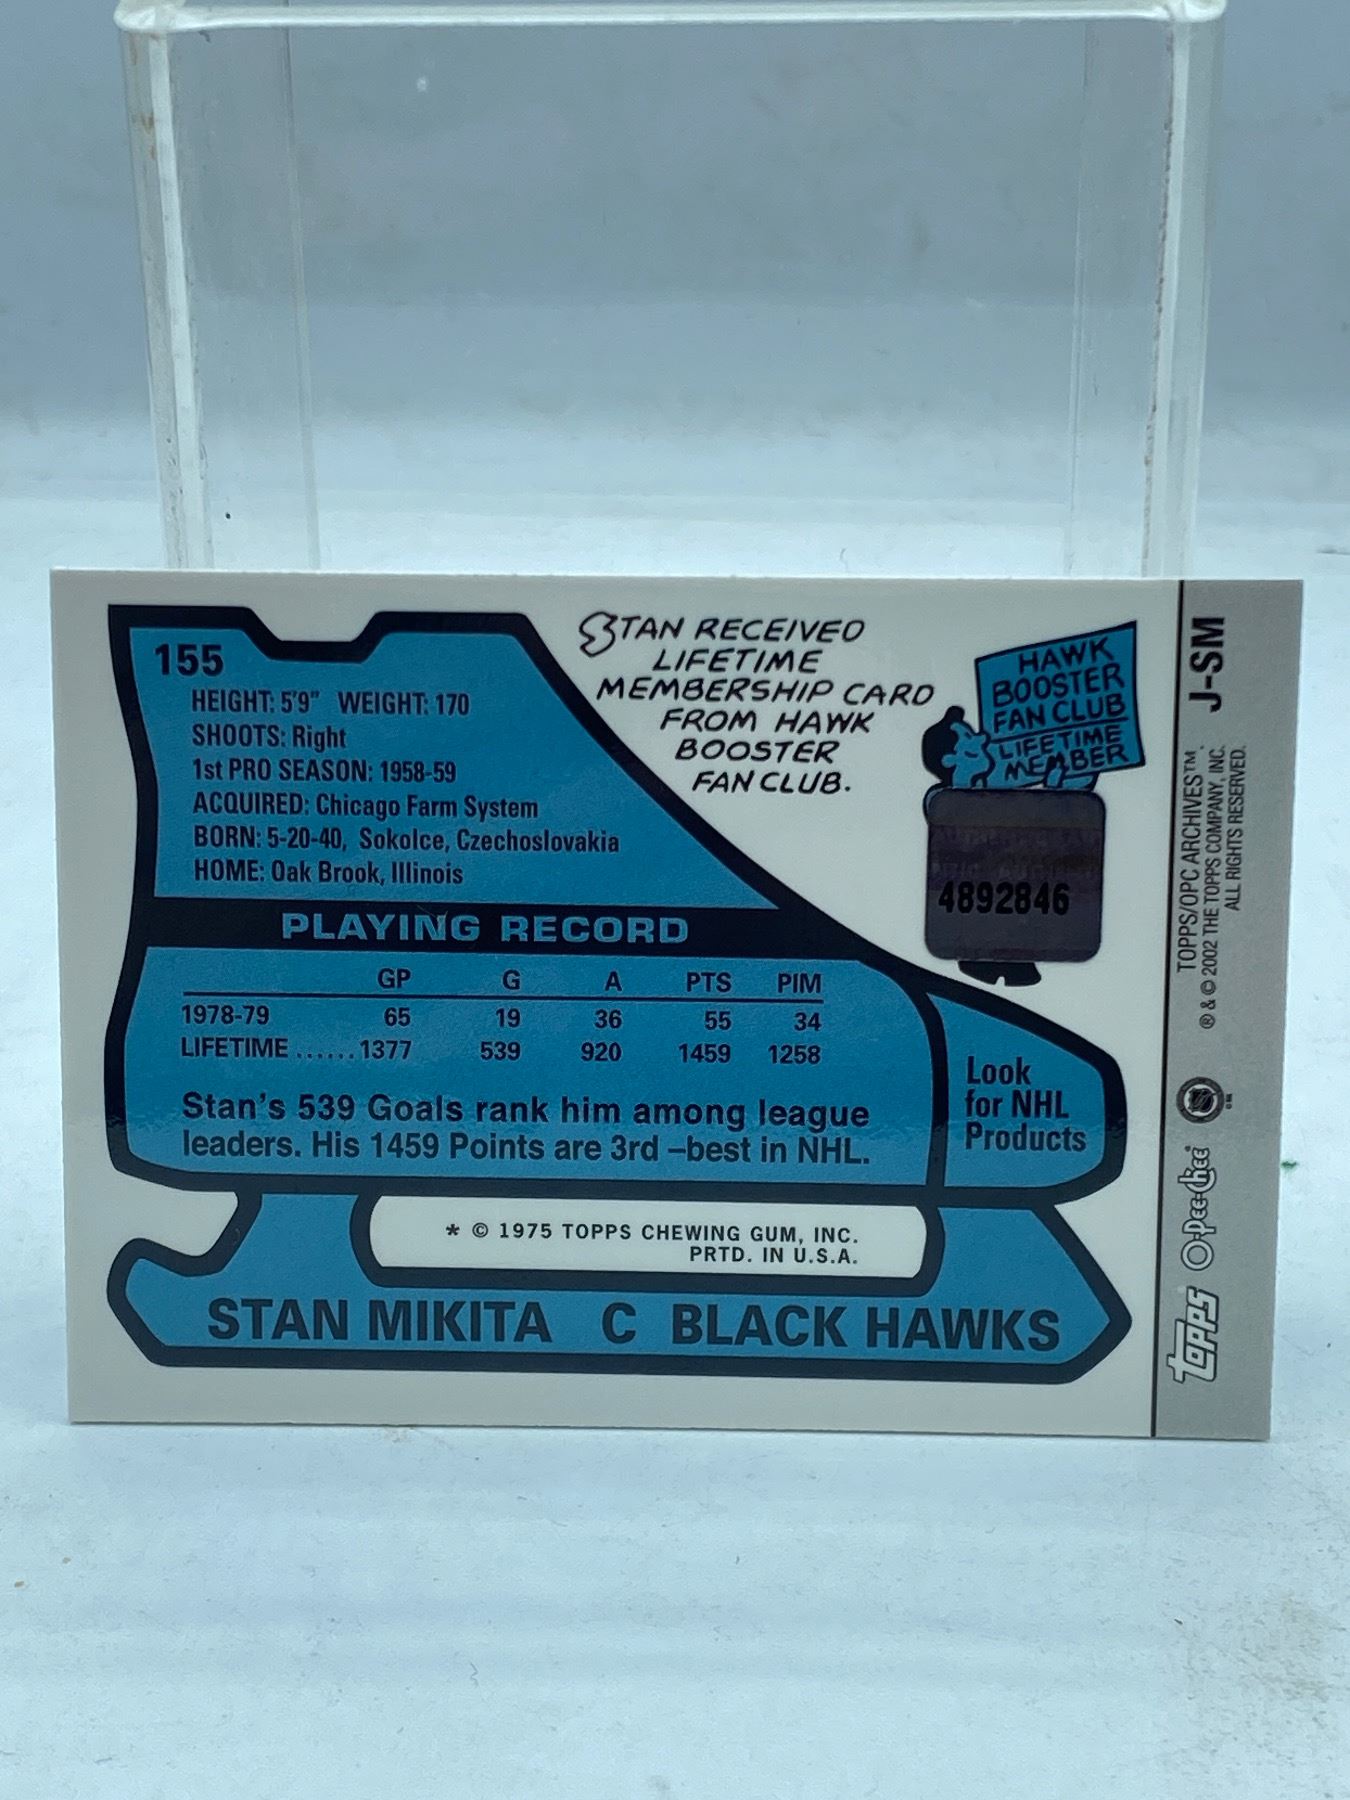 155
HEIGHT: 5'9" WEIGHT: 170
SHOOTS: Right
1st PRO SEASON: 1958-59
ACQUIRED: Chicago Farm System
BORN: 5-20-40, Sokolce, Czechoslovakia
HOME: Oak Brook, Illinois
STAN RECEIVED
LIFETIME
MEMBERSHIP CARD
FROM HAWK
BOOSTER
FAN CLUB.
HAWK
BOOSTER
FAN CLUB
LIFETIME
MEMBER
4892846
PLAYING RECORD
GP G A PTS PIM
1978-79 65 19 36 55 34
LIFETIME ......1377 539 920 1459 1258
Stan's 539 Goals rank him among league
leaders. His 1459 Points are 3rd –best in NHL.
Look
for NHL
Products
* © 1975 TOPPS CHEWING GUM, INC.
PRTD. IN U.S.A.
STAN MIKITA C BLACK HAWKS
topps O-Pee-Chee
TOPPS/OPC ARCHIVES™.
® & © 2002 THE TOPPS COMPANY, INC.
ALL RIGHTS RESERVED.
J-SM